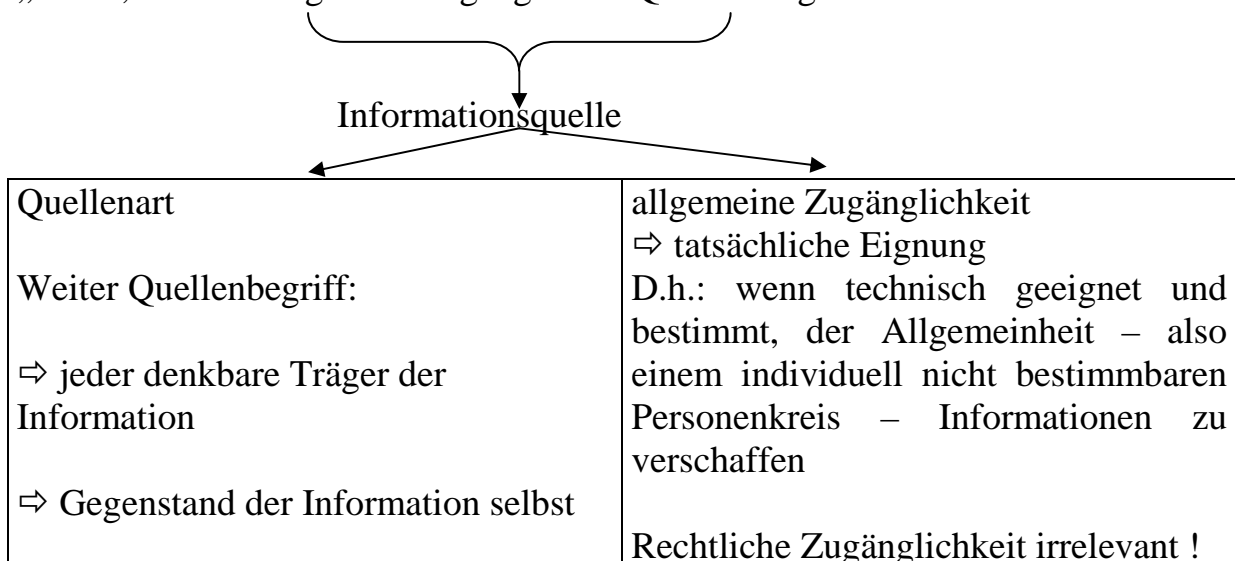 Informationsquelle
Quellenart
Weiter Quellenbegriff:
⇨ jeder denkbare Träger der
Information
⇨ Gegenstand der Information selbst
allgemeine Zugänglichkeit
⇨ tatsächliche Eignung
D.h.: wenn technisch geeignet und
bestimmt, der Allgemeinheit – also
einem individuell nicht bestimmbaren
Personenkreis – Informationen zu
verschaffen
Rechtliche Zugänglichkeit irrelevant !